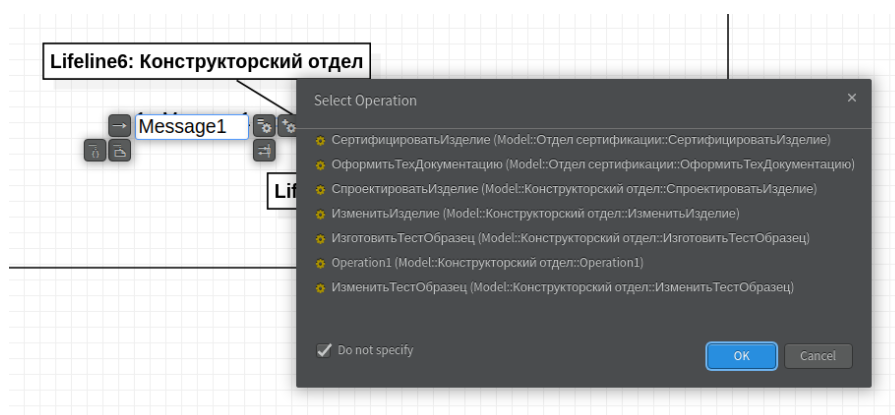 Lifeline6: Конструкторский отдел
Select Operation
Message1
СертифицироватьИзделие (Model::Отдел сертификации::СертифицироватьИзделие)
ОформитьТехДокументацию (Model::Отдел сертификации::ОформитьТехДокументацию)
СпроектироватьИзделие (Model::Конструкторский отдел::СпроектироватьИзделие)
Lif
ИзменитьИзделие (Model::Конструкторский отдел::ИзменитьИзделие)
ИзготовитьТестОбразец (Model::Конструкторский отдел::ИзготовитьТестОбразец)
Operation1 (Model::Конструкторский отдел::Operation1)
ИзменитьТестОбразец (Model::Конструкторский отдел::ИзменитьТестОбразец)
Do not specify
OK
Cancel